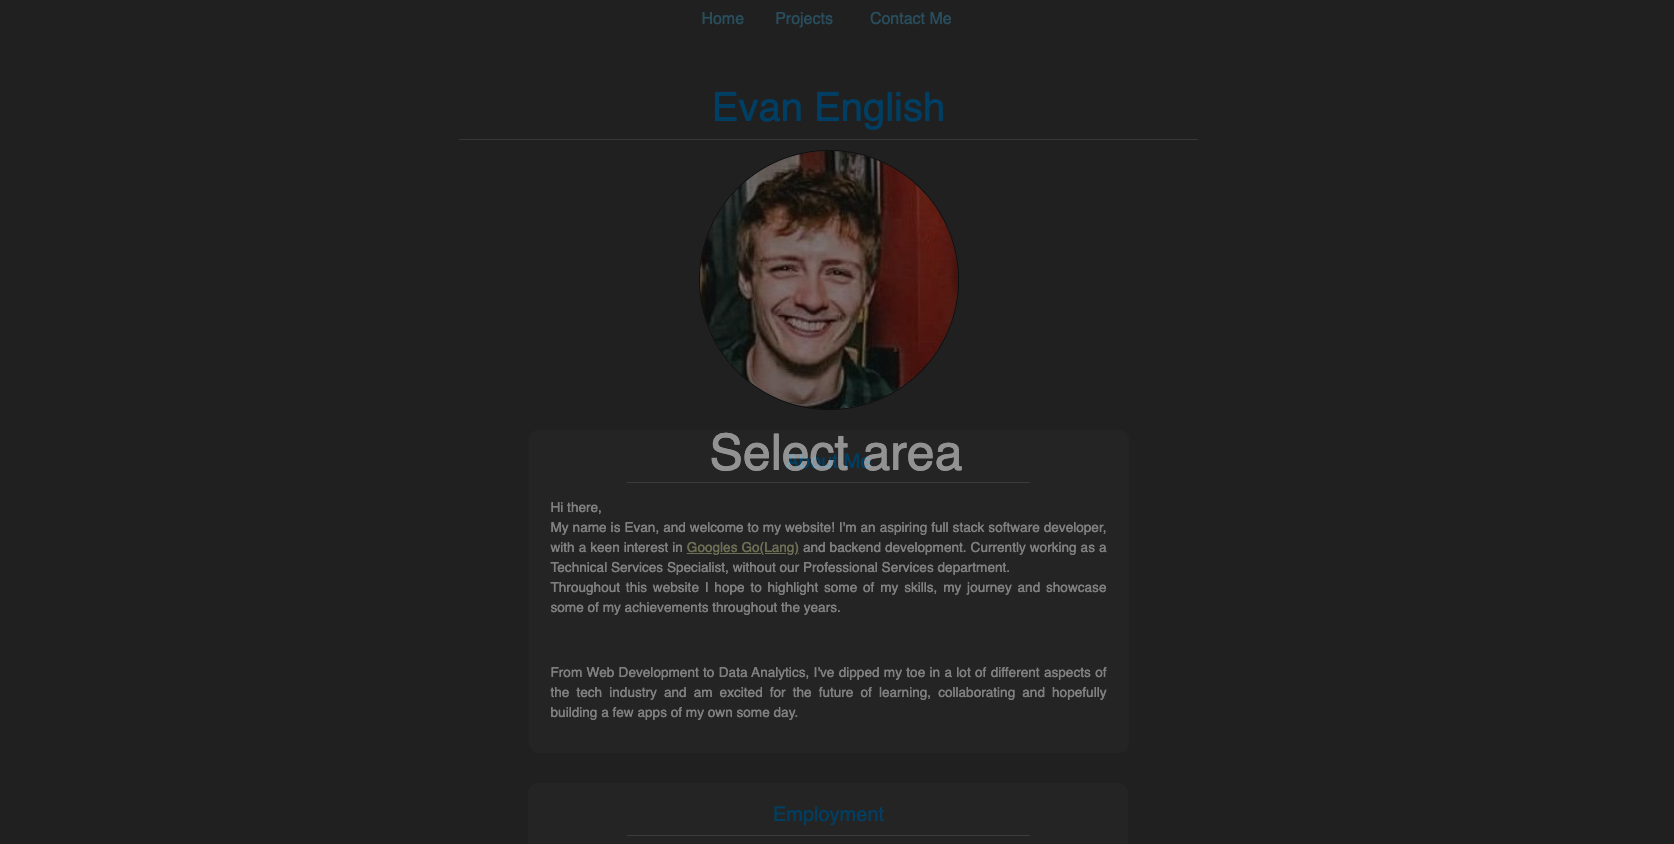 Home Projects Contact Me
Evan English
Select area
About Me
Hi there,
My name is Evan, and welcome to my website! I'm an aspiring full stack software developer,
with a keen interest in Googles Go(Lang) and backend development. Currently working as a
Technical Services Specialist, without our Professional Services department.
Throughout this website I hope to highlight some of my skills, my journey and showcase
some of my achievements throughout the years.
From Web Development to Data Analytics, I've dipped my toe in a lot of different aspects of
the tech industry and am excited for the future of learning, collaborating and hopefully
building a few apps of my own some day.
Employment